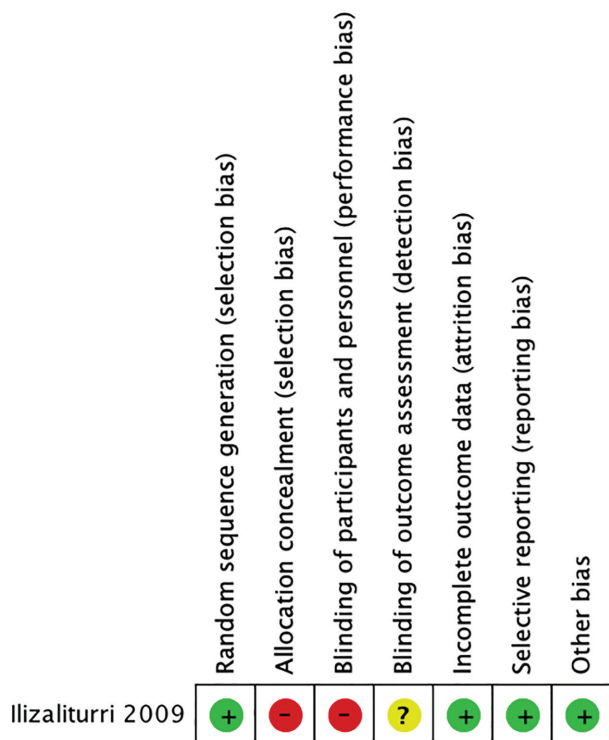 Random sequence generation (selection bias)
Allocation concealment (selection bias)
Blinding of participants and personnel (performance bias)
Blinding of outcome assessment (detection bias)
Incomplete outcome data (attrition bias)
Selective reporting (reporting bias)
Other bias
Ilizaliturri 2009 + - - ? + + +